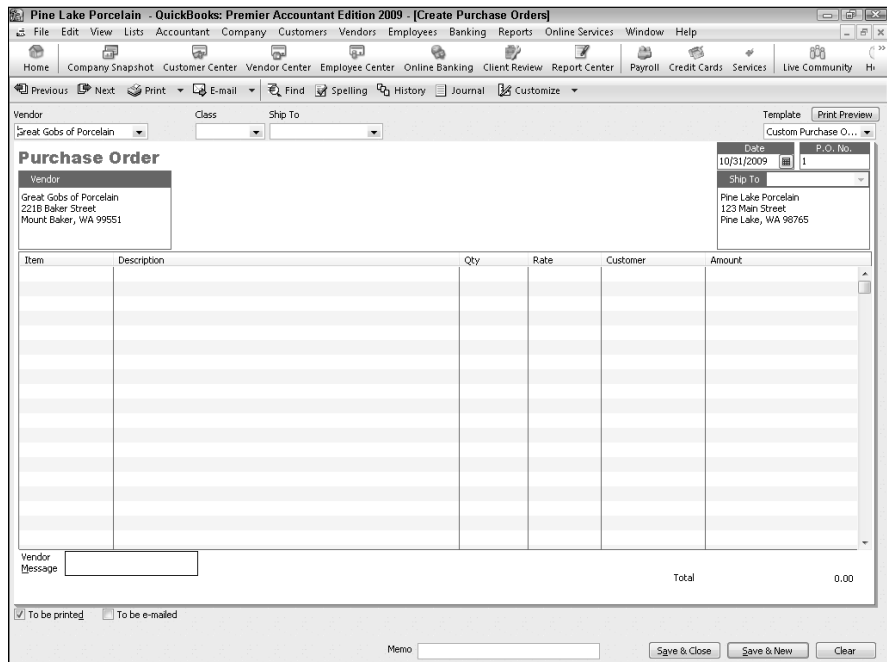 Pine Lake Porcelain - QuickBooks: Premier Accountant Edition 2009 - [Create Purchase Orders]
File Edit View Lists Accountant Company Customers Vendors Employees Banking Reports Online Services Window Help
Home Company Snapshot Customer Center Vendor Center Employee Center Online Banking Client Review Report Center Payroll Credit Cards Services Live Community
Previous Next Print E-mail Find Spelling History Journal Customize
Vendor Class Ship To Template Print Preview
Great Gobs of Porcelain Custom Purchase O...
Purchase Order
Date P.O. No.
10/31/2009 1
Vendor
Great Gobs of Porcelain
221B Baker Street
Mount Baker, WA 99551
Ship To
Pine Lake Porcelain
123 Main Street
Pine Lake, WA 98765
Item Description Qty Rate Customer Amount
Vendor
Message
Total 0.00
To be printed To be e-mailed
Memo Save & Close Save & New Clear